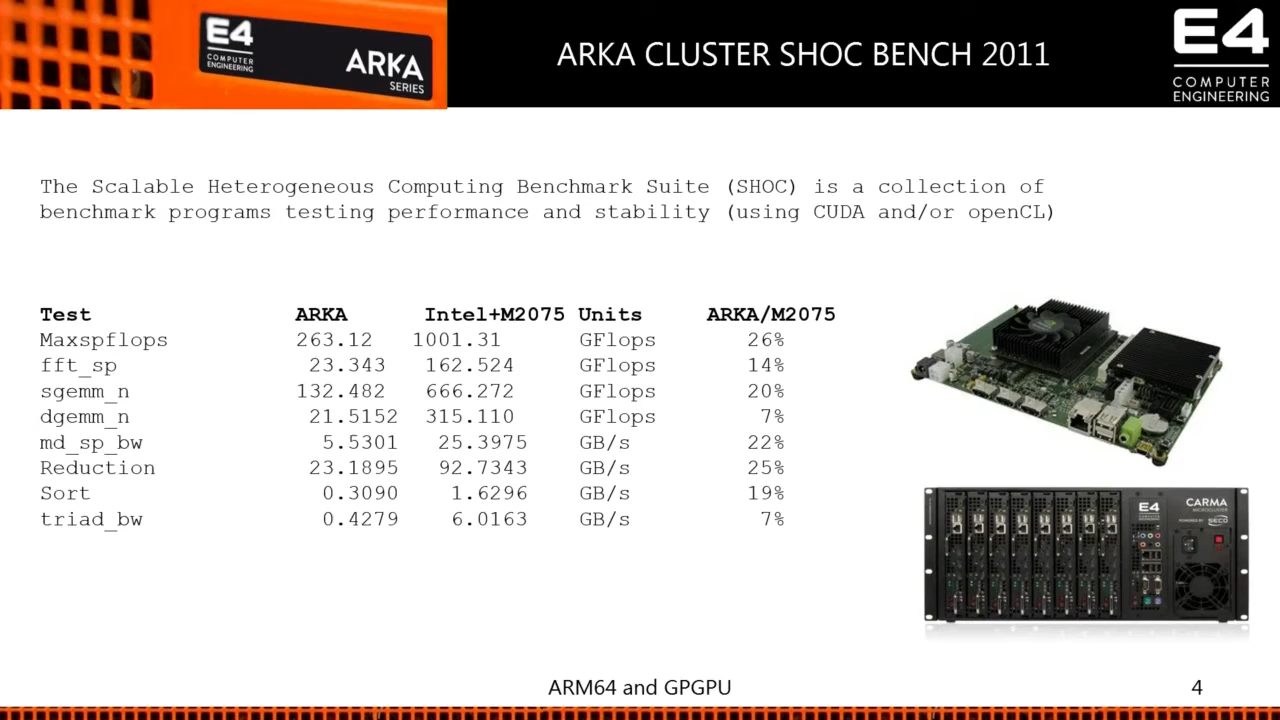 E4
COMPUTER
ENGINEERING
ARKA
SERIES
ARKA CLUSTER SHOC BENCH 2011
E4
COMPUTER
ENGINEERING
The Scalable Heterogeneous Computing Benchmark Suite (SHOC) is a collection of
benchmark programs testing performance and stability (using CUDA and/or openCL)
Test ARKA Intel+M2075 Units ARKA/M2075
Maxspflops 263.12 1001.31 GFlops 26%
fft_sp 23.343 162.524 GFlops 14%
sgemm_n 132.482 666.272 GFlops 20%
dgemm_n 21.5152 315.110 GFlops 7%
md_sp_bw 5.5301 25.3975 GB/s 22%
Reduction 23.1895 92.7343 GB/s 25%
Sort 0.3090 1.6296 GB/s 19%
triad_bw 0.4279 6.0163 GB/s 7%
E4
CARMA
MICROCLUSTER
POWERED BY SECO
ARM64 and GPGPU
4